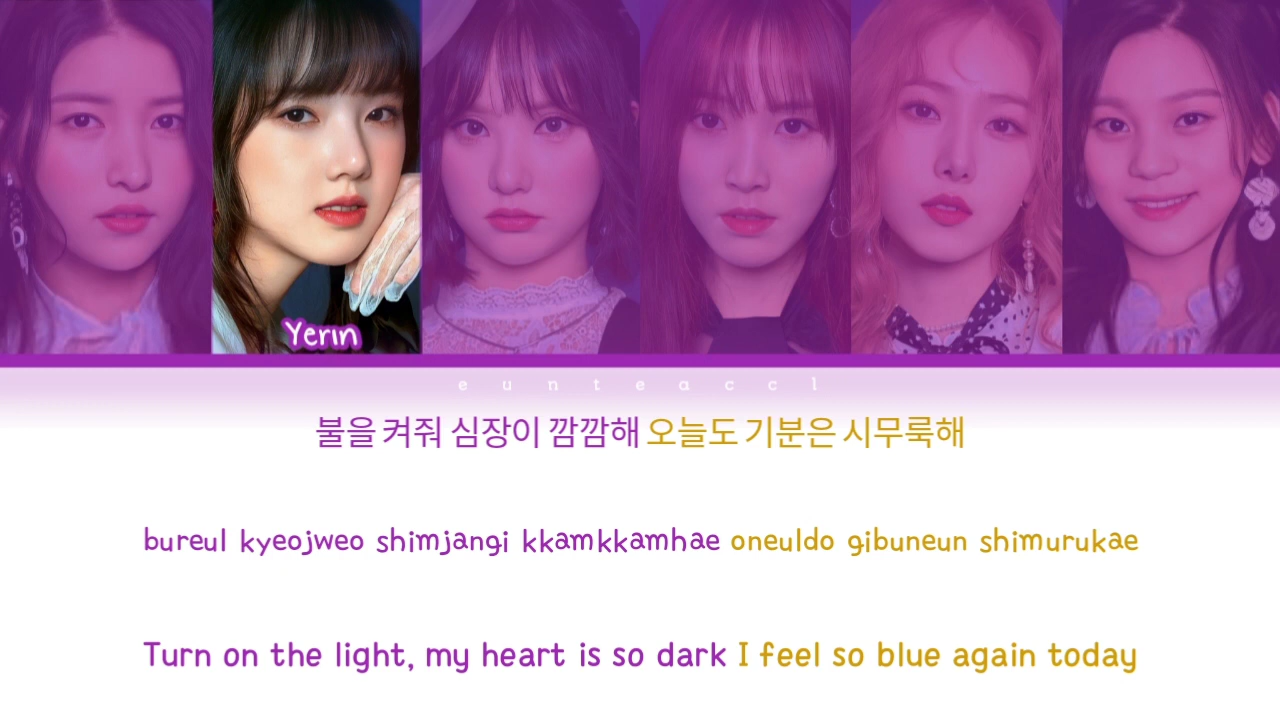 Yerin
e u n t e a c c l
불을 켜줘 심장이 깜깜해 오늘도 기분은 시무룩해
bureul kyeojweo shimjangi kkamkkamhae oneuldo gibuneun shimurukae
Turn on the light, my heart is so dark I feel so blue again today